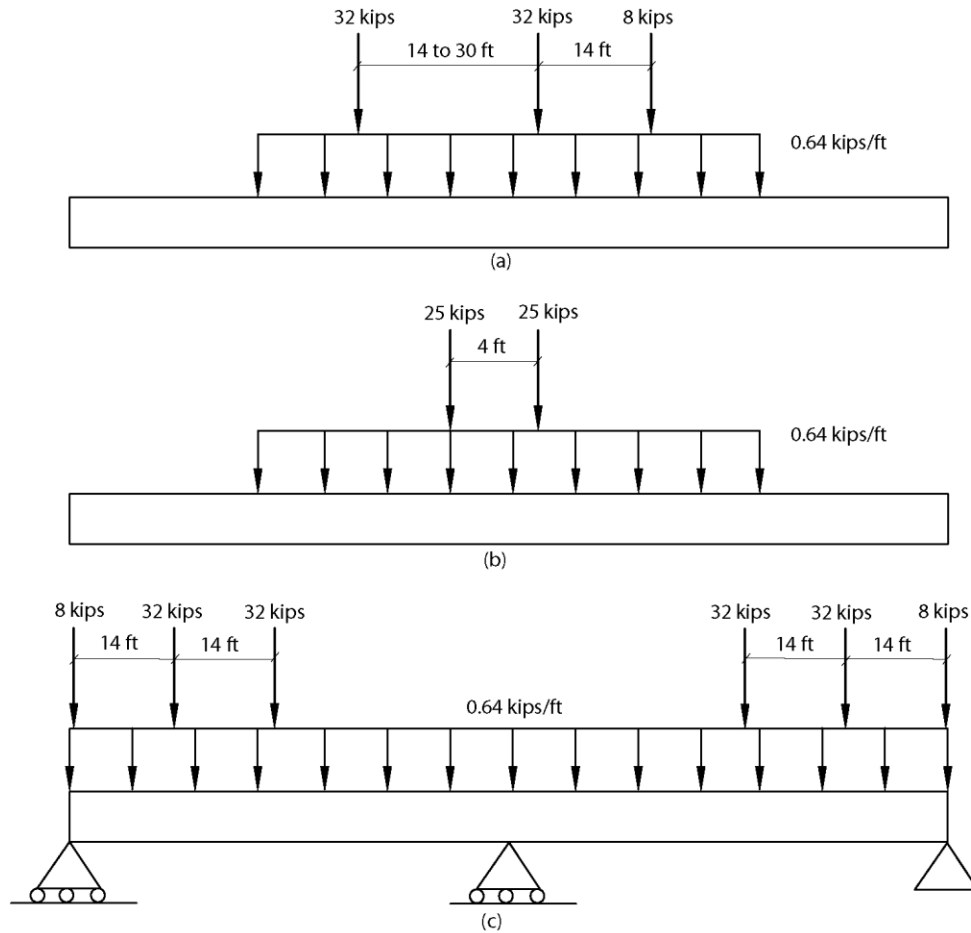 32 kips 32 kips 8 kips
14 to 30 ft 14 ft
0.64 kips/ft
(a)
25 kips 25 kips
4 ft
0.64 kips/ft
(b)
8 kips 32 kips 32 kips 32 kips 32 kips 8 kips
14 ft 14 ft 14 ft 14 ft
0.64 kips/ft
(c)